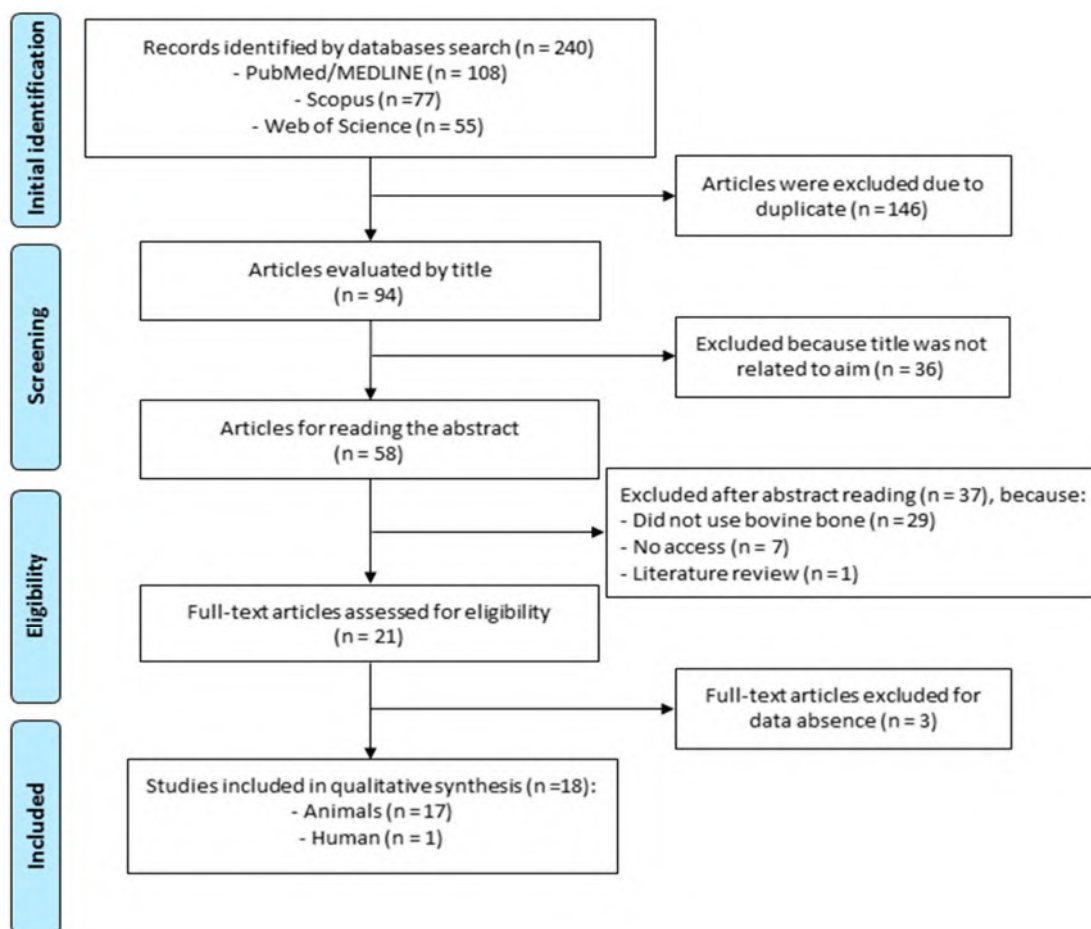 Initial identification
Records identified by databases search (n = 240)
- PubMed/MEDLINE (n = 108)
- Scopus (n =77)
- Web of Science (n = 55)
Articles were excluded due to
duplicate (n = 146)
Screening
Articles evaluated by title
(n = 94)
Excluded because title was not
related to aim (n = 36)
Articles for reading the abstract
(n = 58)
Eligibility
Excluded after abstract reading (n = 37), because:
- Did not use bovine bone (n = 29)
- No access (n = 7)
- Literature review (n = 1)
Full-text articles assessed for eligibility
(n = 21)
Full-text articles excluded for
data absence (n = 3)
Included
Studies included in qualitative synthesis (n =18):
- Animals (n = 17)
- Human (n = 1)